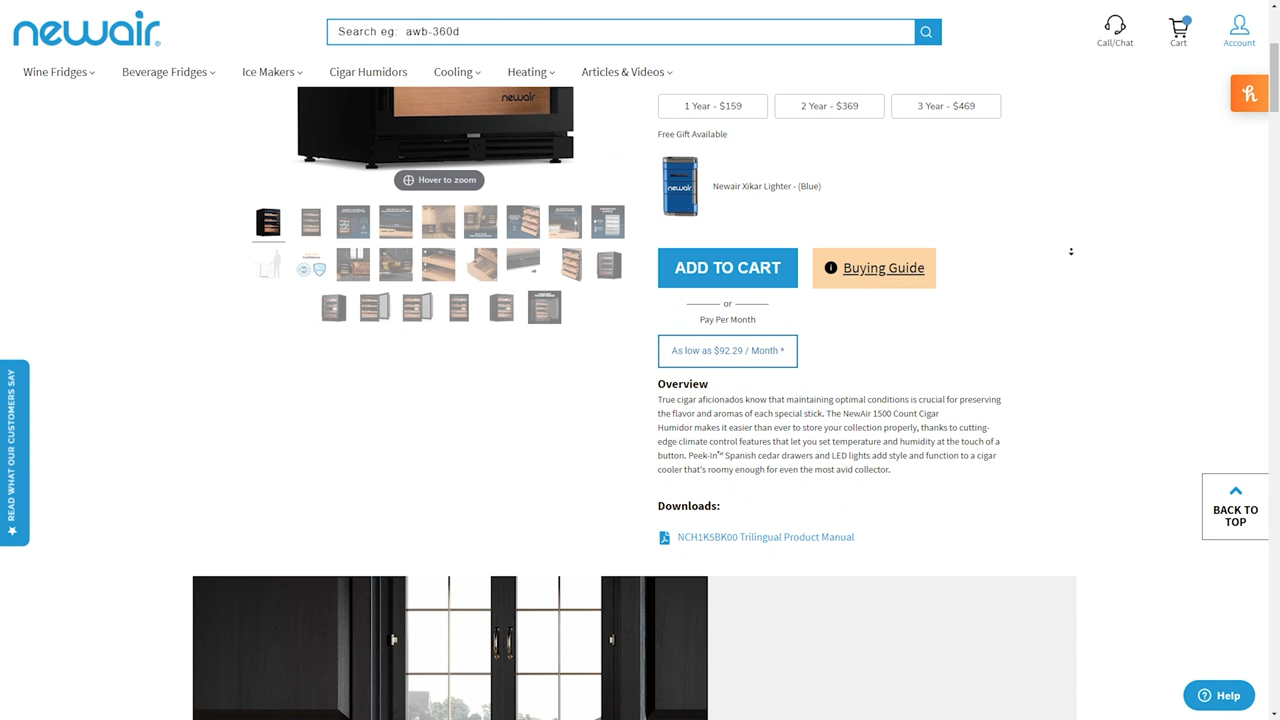 newair
Search eg: awb-360d
Call/Chat
Cart
Account
Wine Fridges
Beverage Fridges
Ice Makers
Cigar Humidors
Cooling
Heating
Articles & Videos
newair
Hover to zoom
1 Year - $159
2 Year - $369
3 Year - $469
Free Gift Available
newair
Newair Xikar Lighter - (Blue)
ADD TO CART
Buying Guide
or
Pay Per Month
As low as $92.29 / Month *
Overview
True cigar aficionados know that maintaining optimal conditions is crucial for preserving
the flavor and aromas of each special stick. The NewAir 1500 Count Cigar
Humidor makes it easier than ever to store your collection properly, thanks to cutting-
edge climate control features that let you set temperature and humidity at the touch of a
button. Peek-In™ Spanish cedar drawers and LED lights add style and function to a cigar
cooler that's roomy enough for even the most avid collector.
Downloads:
NCH1K5BK00 Trilingual Product Manual
★ READ WHAT OUR CUSTOMERS SAY
BACK TO
TOP
Help